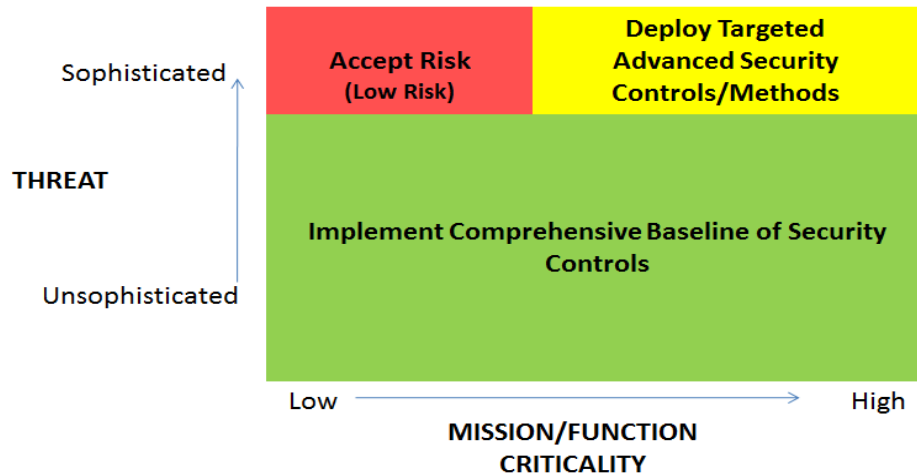 Accept Risk
(Low Risk)
Deploy Targeted
Advanced Security
Controls/Methods
Sophisticated
THREAT
Unsophisticated
Implement Comprehensive Baseline of Security
Controls
Low
High
MISSION/FUNCTION
CRITICALITY